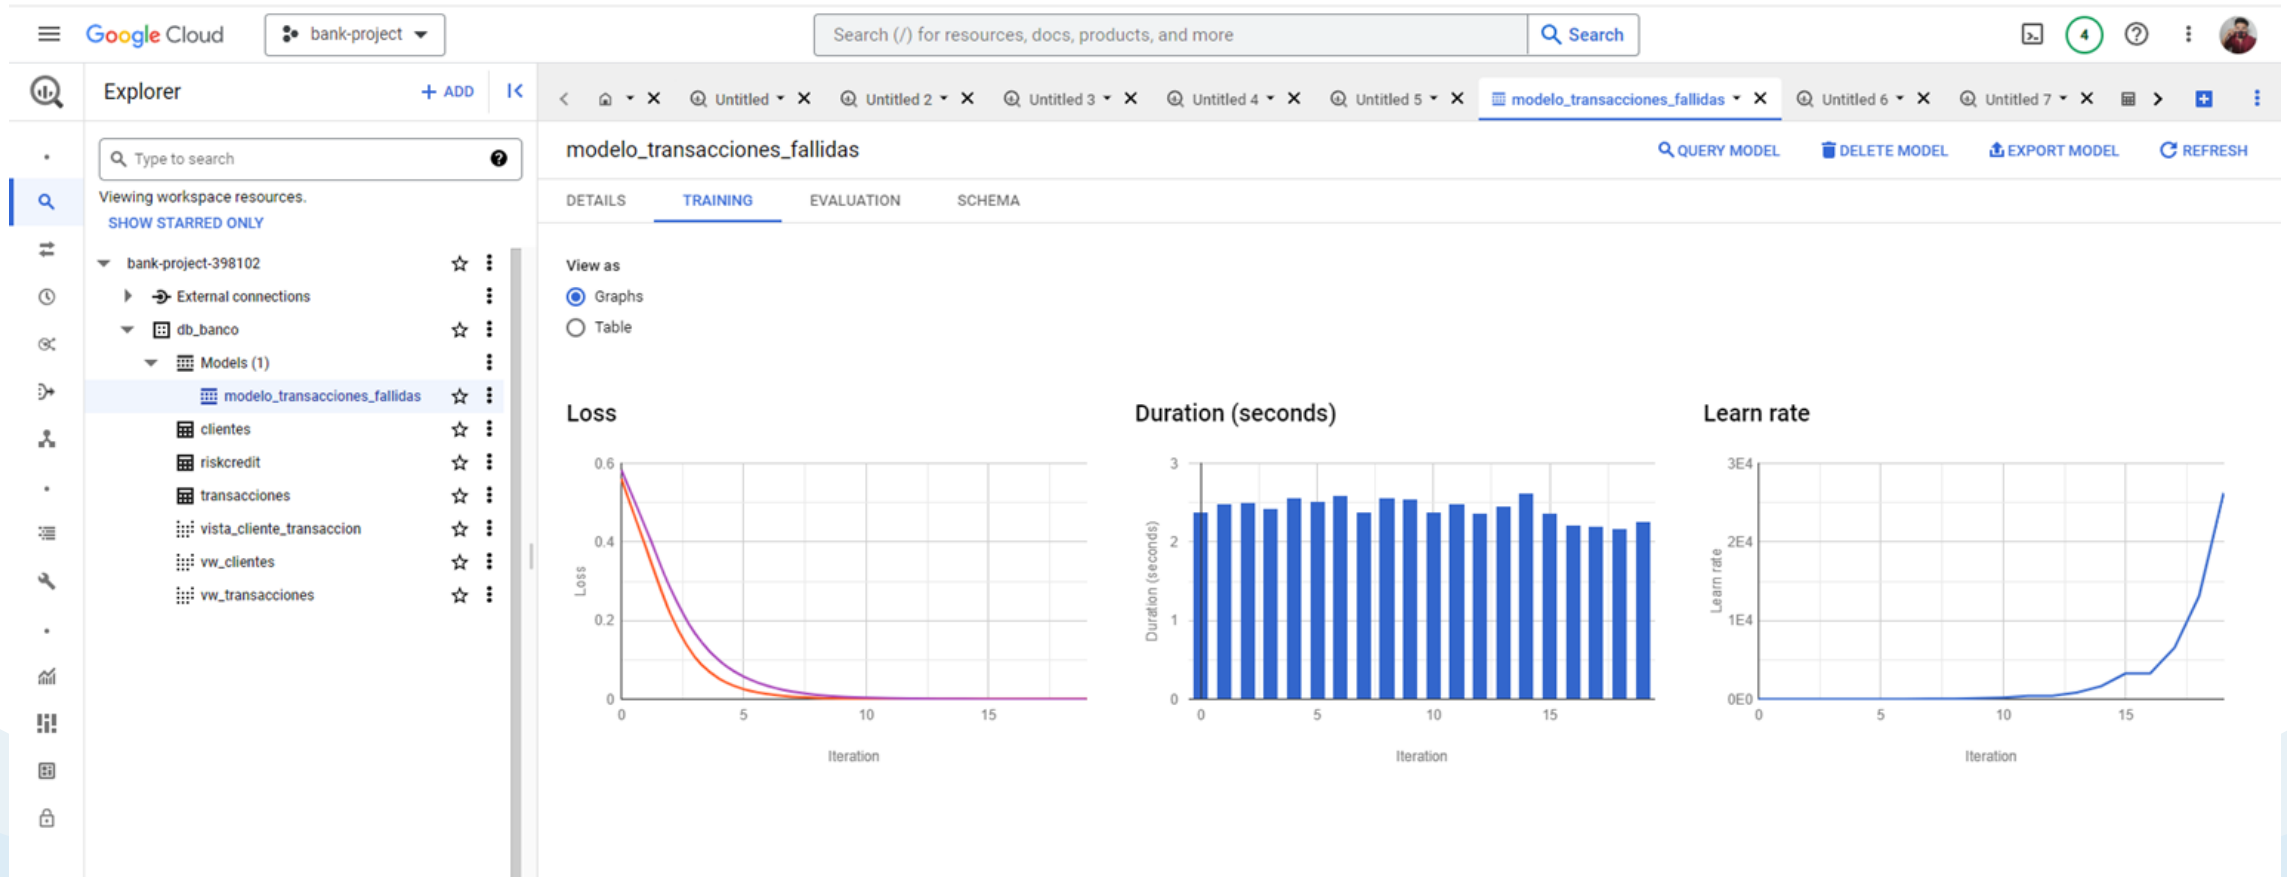 Google Cloud
bank-project
Search (/) for resources, docs, products, and more
Search
4
Explorer
+ ADD
Untitled
Untitled 2
Untitled 3
Untitled 4
Untitled 5
modelo_transacciones_fallidas
Untitled 6
Untitled 7
Type to search
Viewing workspace resources.
SHOW STARRED ONLY
bank-project-398102
External connections
db_banco
Models (1)
modelo_transacciones_fallidas
clientes
riskcredit
transacciones
vista_cliente_transaccion
vw_clientes
vw_transacciones
modelo_transacciones_fallidas
QUERY MODEL
DELETE MODEL
EXPORT MODEL
REFRESH
DETAILS
TRAINING
EVALUATION
SCHEMA
View as
Graphs
Table
Loss
0.6
0.4
0.2
0
Loss
0 5 10 15
Iteration
Duration (seconds)
3
2
1
0
Duration (seconds)
0 5 10 15
Iteration
Learn rate
3E4
2E4
1E4
0E0
Learn rate
0 5 10 15
Iteration